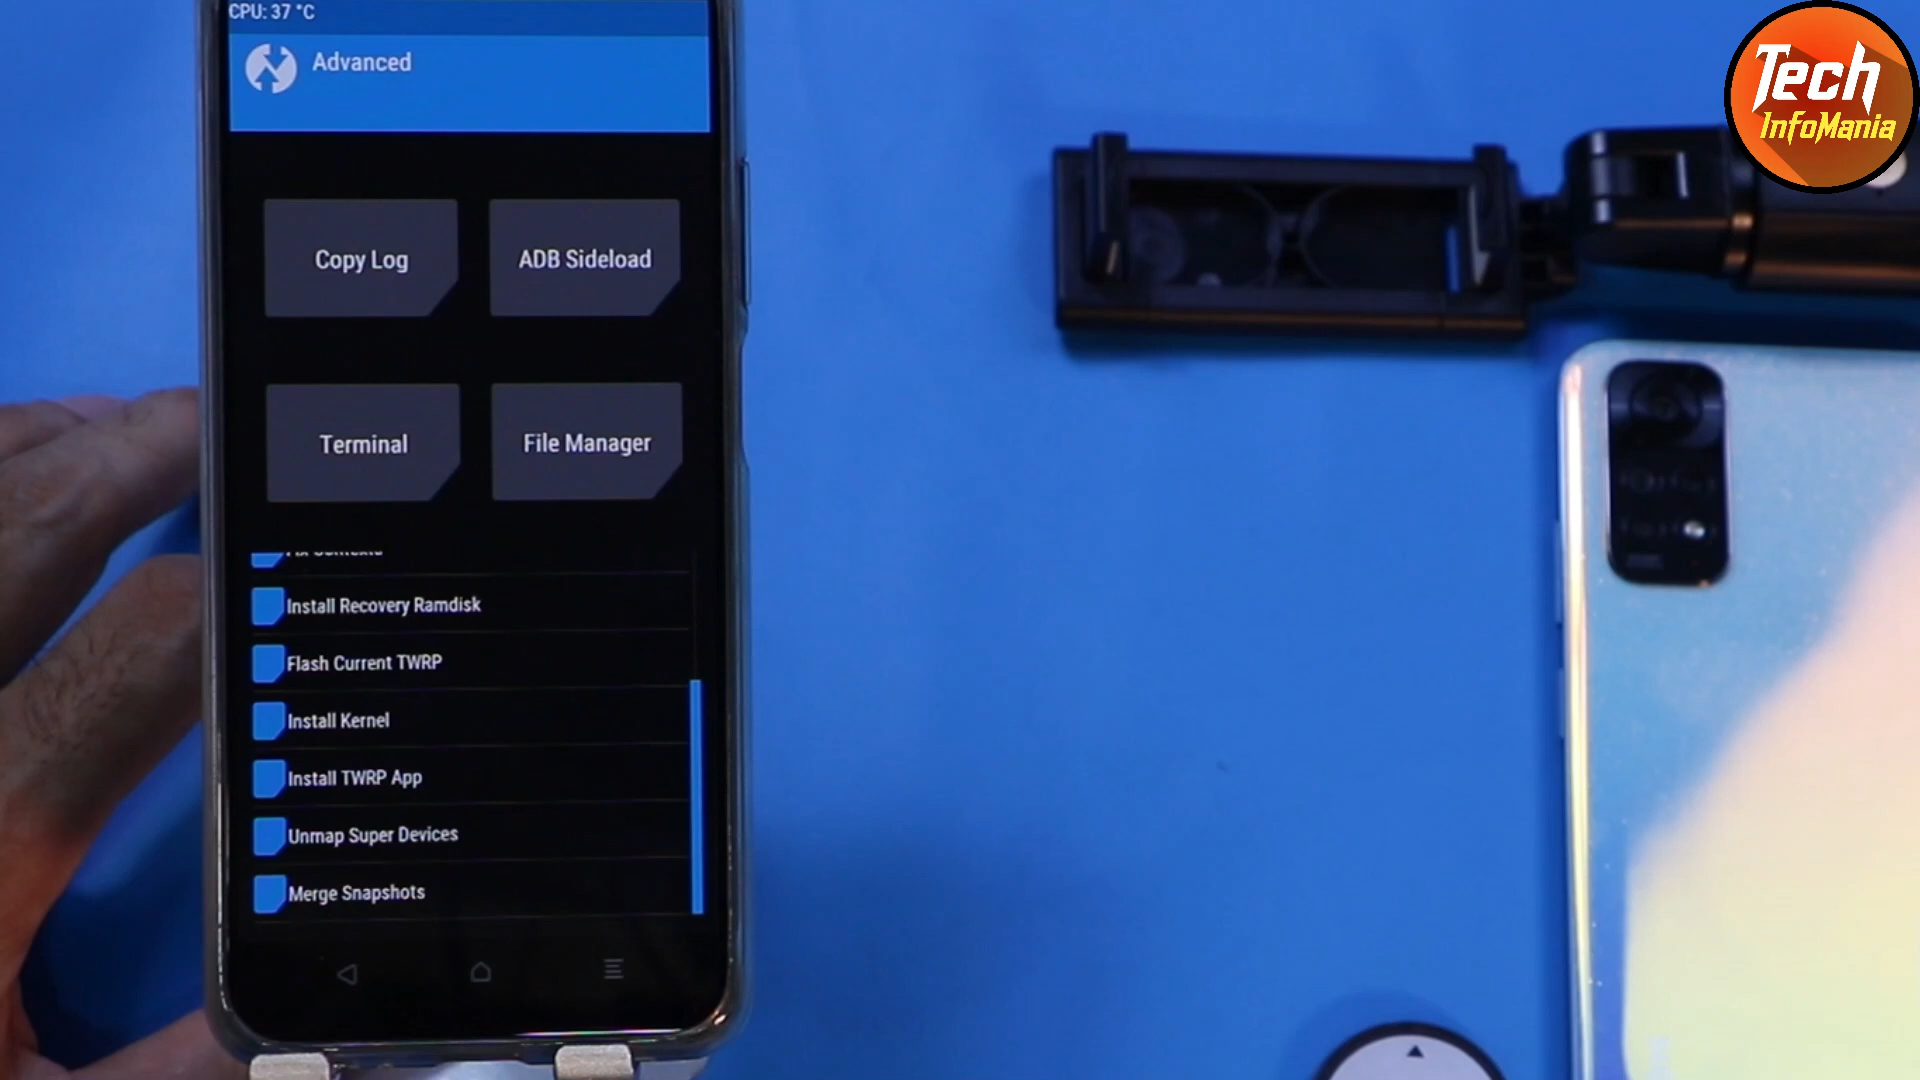 CPU: 37 °C
Advanced
Copy Log
ADB Sideload
Terminal
File Manager
Install Recovery Ramdisk
Flash Current TWRP
Install Kernel
Install TWRP App
Unmap Super Devices
Merge Snapshots
Tech
InfoMania